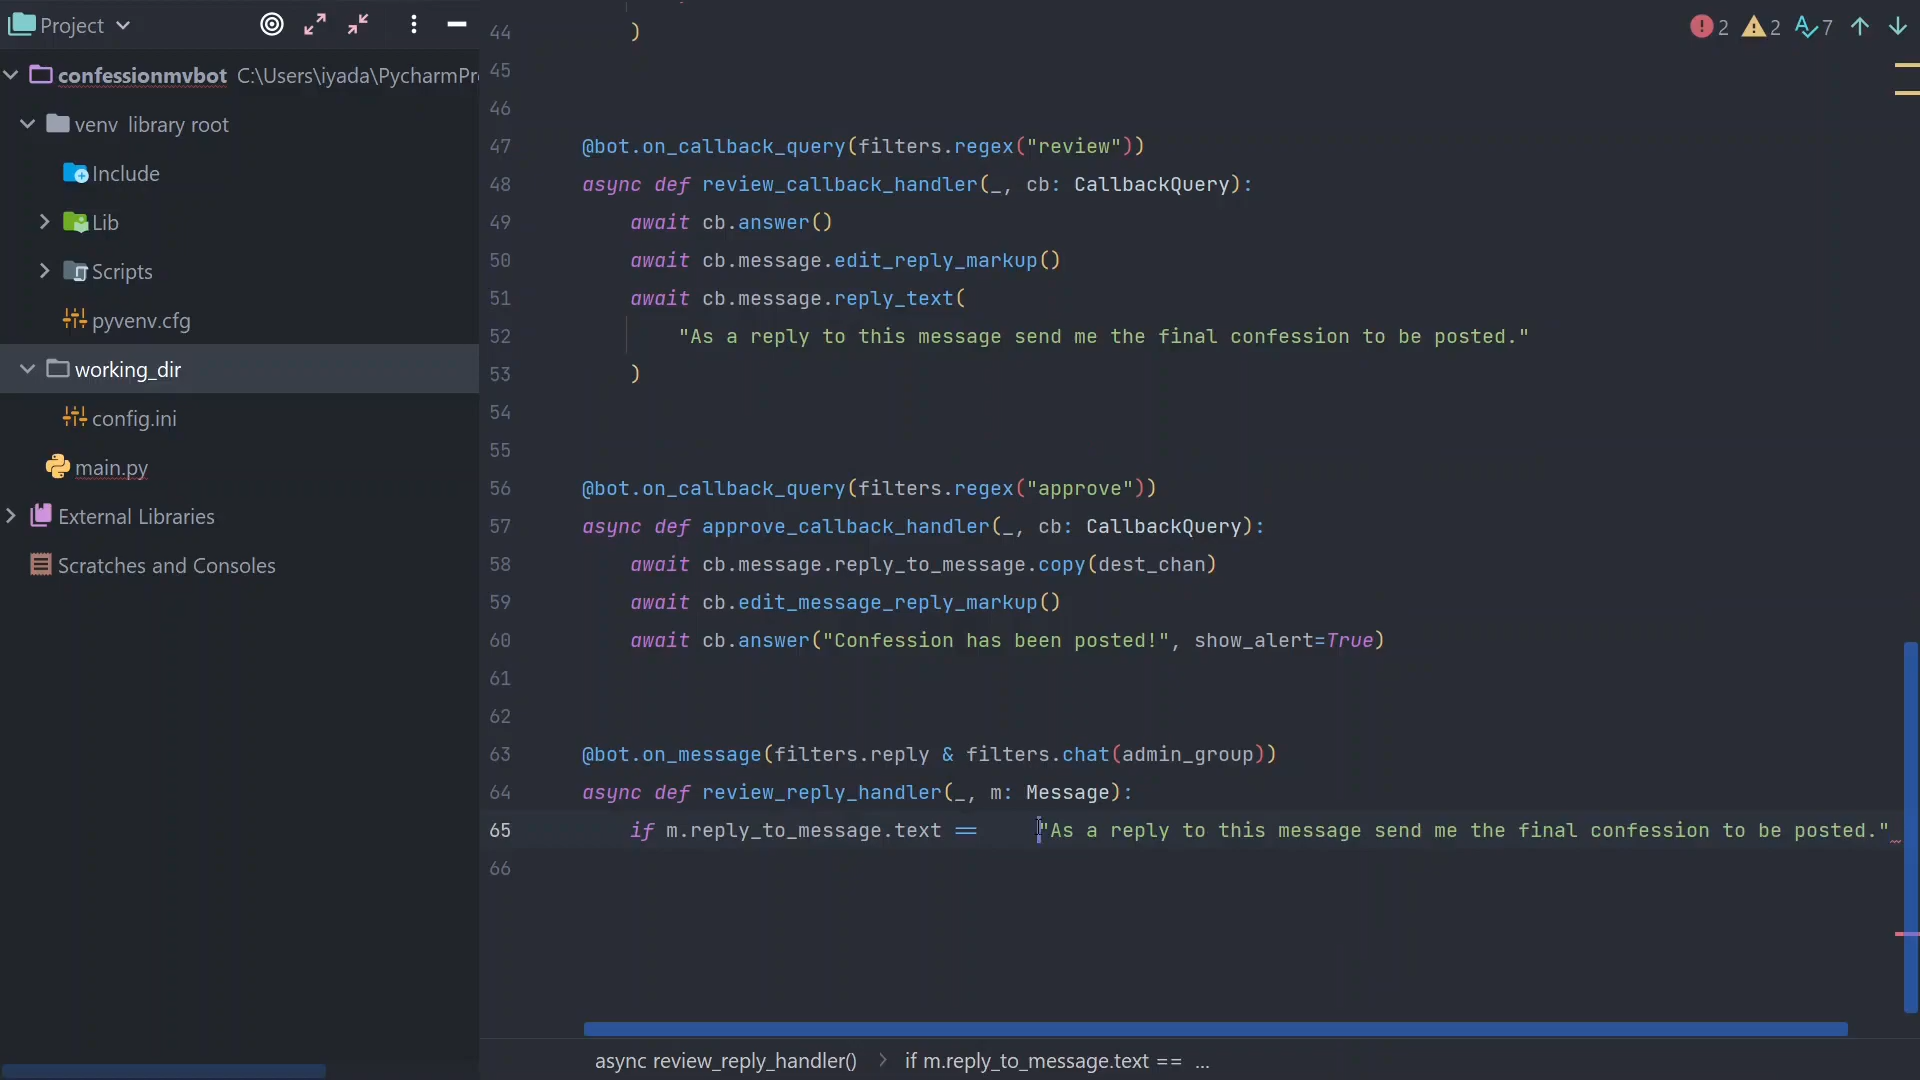 Project
2 2 7
confessionmvbot C:\Users\iyada\PycharmPr
venv library root
Include
Lib
Scripts
pyvenv.cfg
working_dir
config.ini
main.py
External Libraries
Scratches and Consoles
44 )
45
46
47 @bot.on_callback_query(filters.regex("review"))
48 async def review_callback_handler(_, cb: CallbackQuery):
49 await cb.answer()
50 await cb.message.edit_reply_markup()
51 await cb.message.reply_text(
52 "As a reply to this message send me the final confession to be posted."
53 )
54
55
56 @bot.on_callback_query(filters.regex("approve"))
57 async def approve_callback_handler(_, cb: CallbackQuery):
58 await cb.message.reply_to_message.copy(dest_chan)
59 await cb.edit_message_reply_markup()
60 await cb.answer("Confession has been posted!", show_alert=True)
61
62
63 @bot.on_message(filters.reply & filters.chat(admin_group))
64 async def review_reply_handler(_, m: Message):
65 if m.reply_to_message.text == "As a reply to this message send me the final confession to be posted."
66
async review_reply_handler() > if m.reply_to_message.text == ...